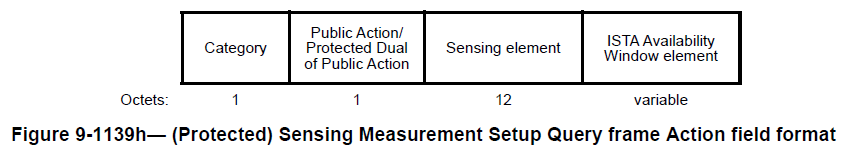 Category
Public Action/
Protected Dual
of Public Action
Sensing element
ISTA Availability
Window element
Octets: 1 1 12 variable
Figure 9-1139h— (Protected) Sensing Measurement Setup Query frame Action field format